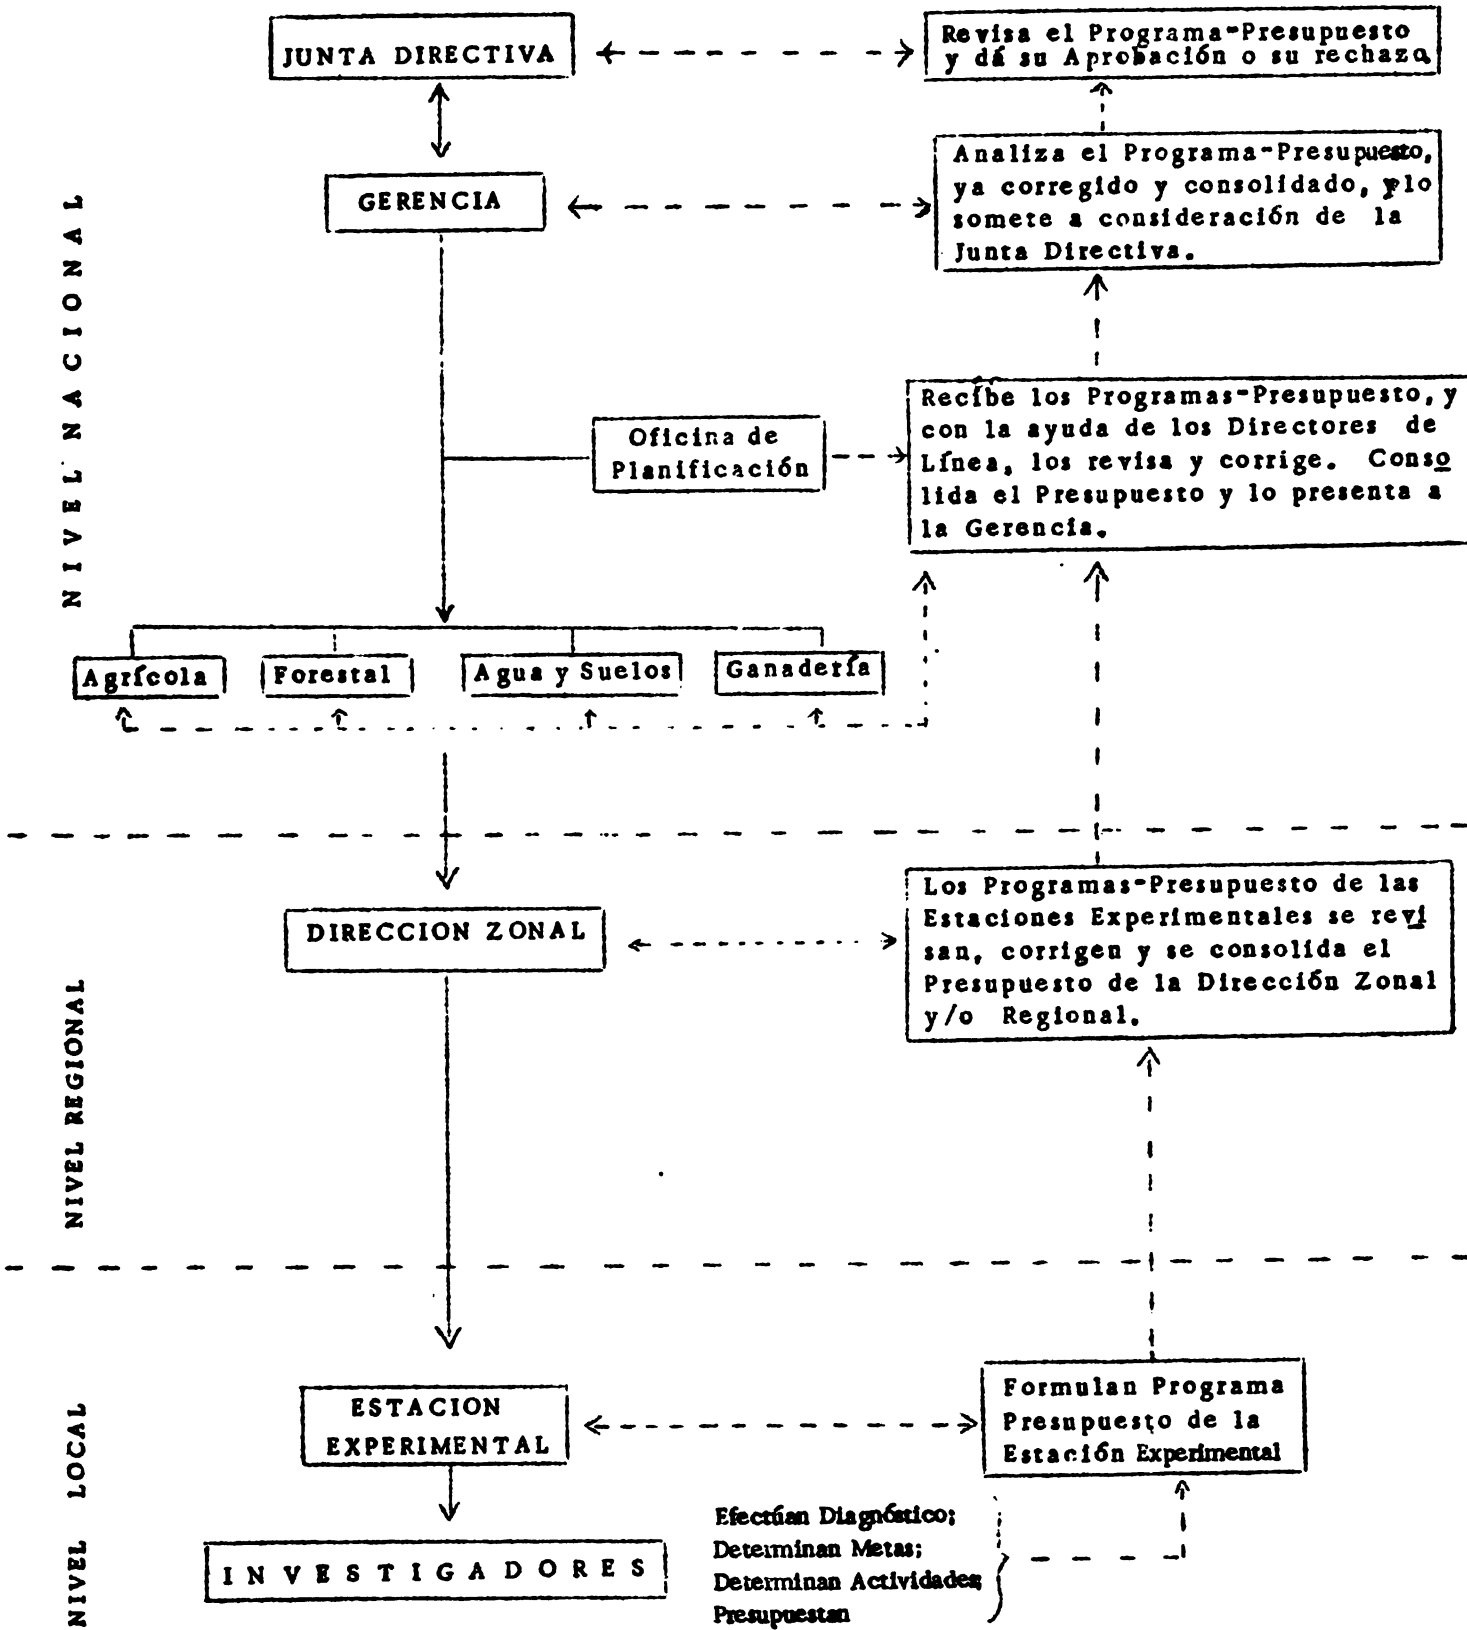 JUNTA DIRECTIVA
Revisa el Programa-Presupuesto
y dá su Aprobación o su rechazo
GERENCIA
Analiza el Programa-Presupuesto,
ya corregido y consolidado, y lo
somete a consideración de la
Junta Directiva.
NIVEL NACIONAL
Oficina de
Planificación
Recíbe los Programas-Presupuesto, y
con la ayuda de los Directores de
Línea, los revisa y corrige. Conso
lida el Presupuesto y lo presenta a
la Gerencia.
Agrícola
Forestal
Agua y Suelos
Ganadería
NIVEL REGIONAL
DIRECCION ZONAL
Los Programas-Presupuesto de las
Estaciones Experimentales se revi
san, corrigen y se consolida el
Presupuesto de la Dirección Zonal
y/o Regional.
NIVEL LOCAL
ESTACION
EXPERIMENTAL
Formulan Programa
Presupuesto de la
Estación Experimental
INVESTIGADORES
Efectúan Diagnóstico;
Determinan Metas;
Determinan Actividades;
Presupuestan